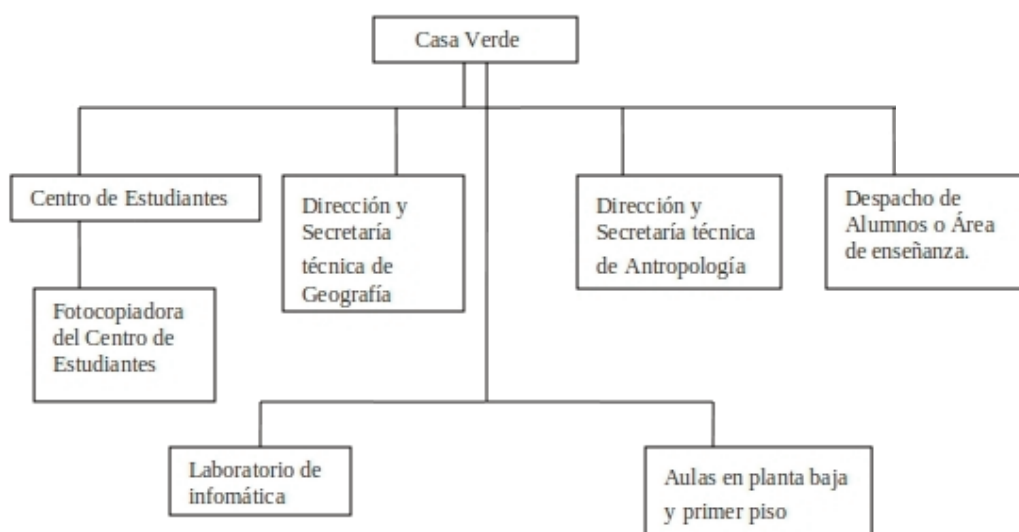 Casa Verde
Centro de Estudiantes
Dirección y
Secretaría
técnica de
Geografía
Dirección y
Secretaría técnica
de Antropología
Despacho de
Alumnos o Área
de enseñanza.
Fotocopiadora
del Centro de
Estudiantes
Laboratorio de
infomática
Aulas en planta baja
y primer piso